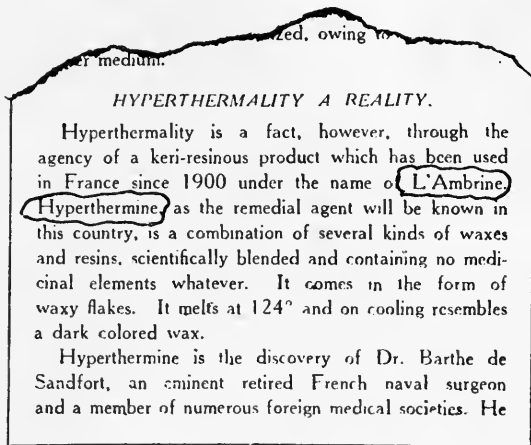 zed, owing to
er medium.
HYPERTHERMALITY A REALITY.
Hyperthermality is a fact, however, through the
agency of a keri-resinous product which has been used
in France since 1900 under the name of L'Ambrine.
Hyperthermine, as the remedial agent will be known in
this country, is a combination of several kinds of waxes
and resins, scientifically blended and containing no medi-
cinal elements whatever. It comes in the form of
waxy flakes. It melts at 124° and on cooling resembles
a dark colored wax.
Hyperthermine is the discovery of Dr. Barthe de
Sandfort, an eminent retired French naval surgeon
and a member of numerous foreign medical societies. He